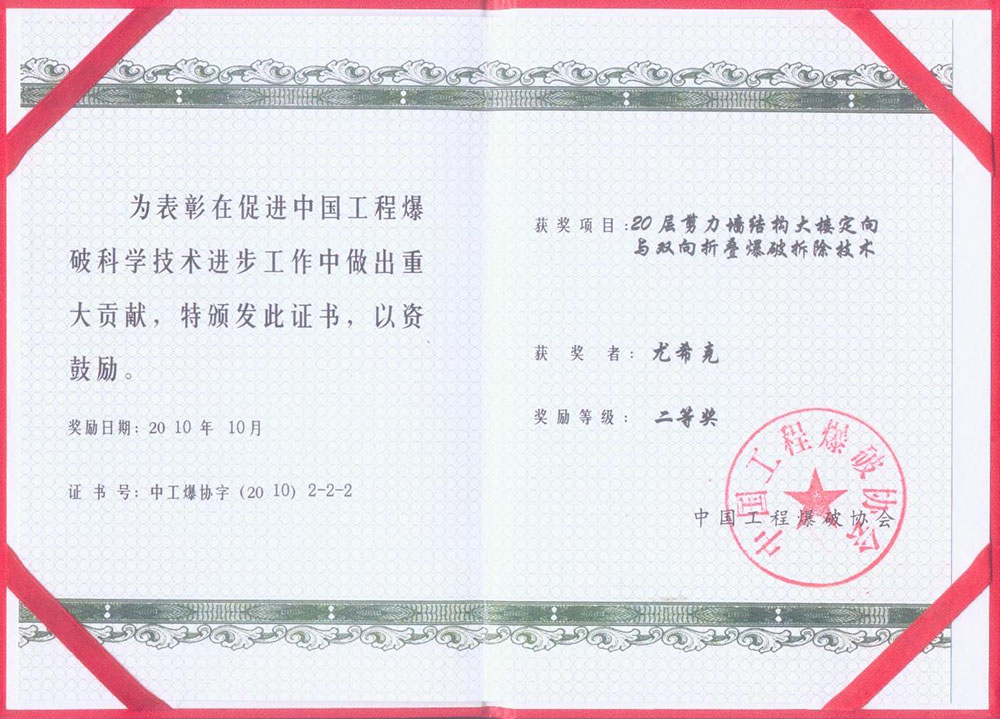 为表彰在促进中国工程爆
破科学技术进步工作中做出重
大贡献，特颁发此证书，以资
鼓励。
奖励日期：2010年 10月
证书号：中工爆协字（2010）2-2-2
获奖项目：20层剪力墙结构大楼定向
与双向折叠爆破拆除技术
获奖者：尤希克
奖励等级：二等奖
中国工程爆破协会
中国工程爆破协会